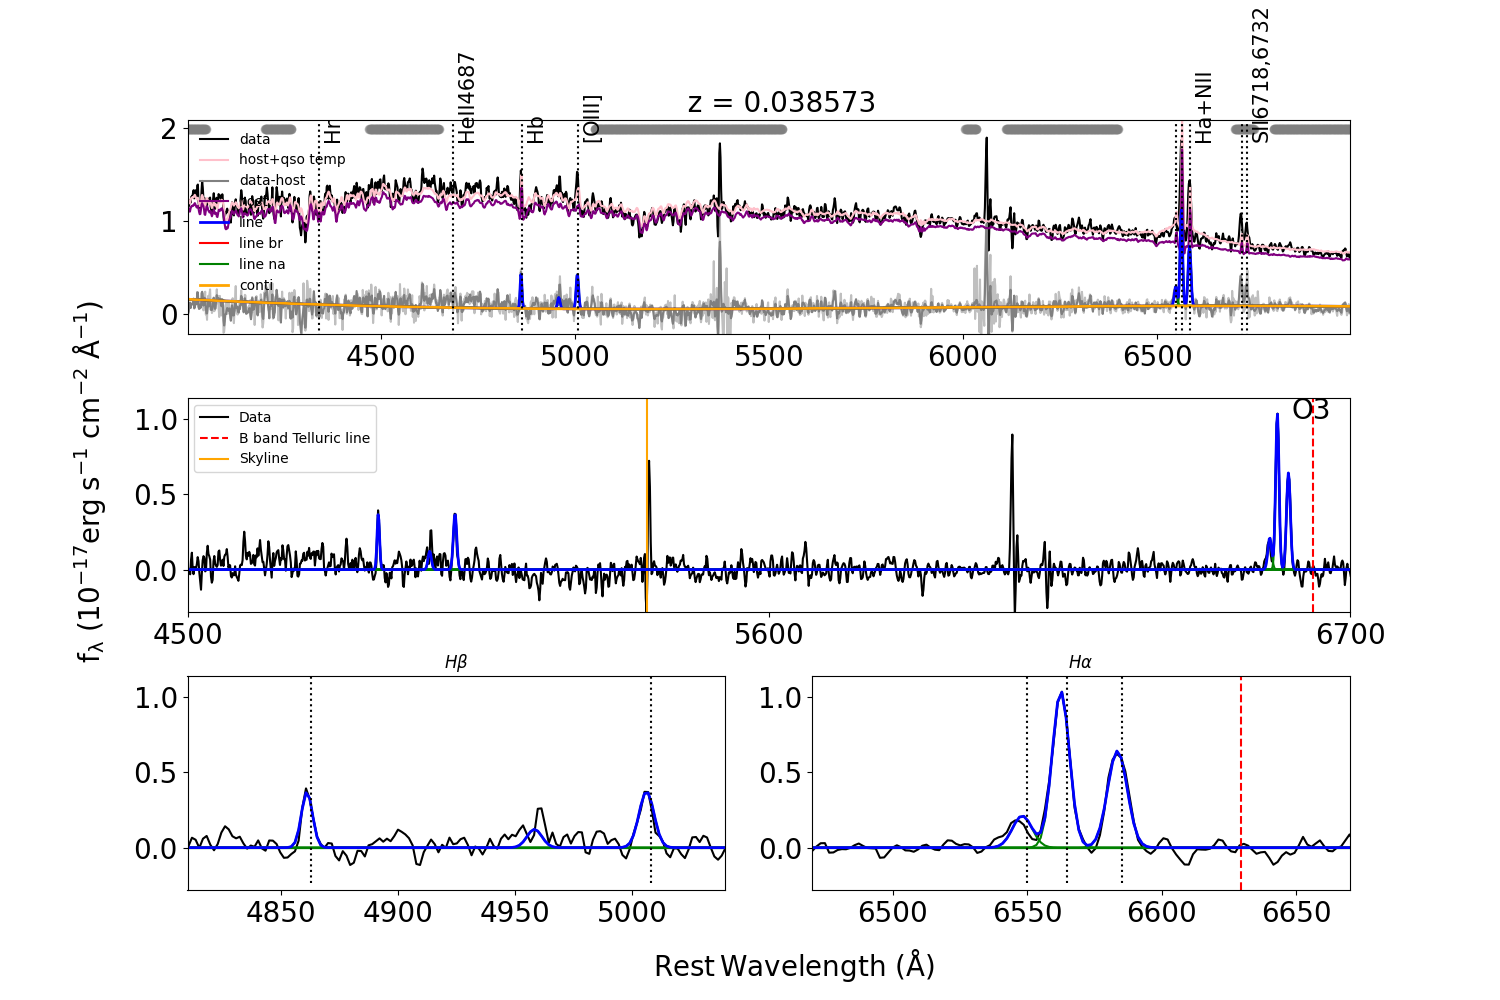 z = 0.038573
Hr
HeII4687
Hb
[OIII]
Ha+NII
SII6718,6732
data
host+qso temp
data-host
line
line br
line na
conti
2
1
0
4500 5000 5500 6000 6500
f_λ (10^−17 erg s^−1 cm^−2 Å^−1)
Data
B band Telluric line
Skyline
O3
1.0
0.5
0.0
4500 5600 6700
Hβ
1.0
0.5
0.0
4850 4900 4950 5000
Hα
1.0
0.5
0.0
6500 6550 6600 6650
Rest Wavelength (Å)